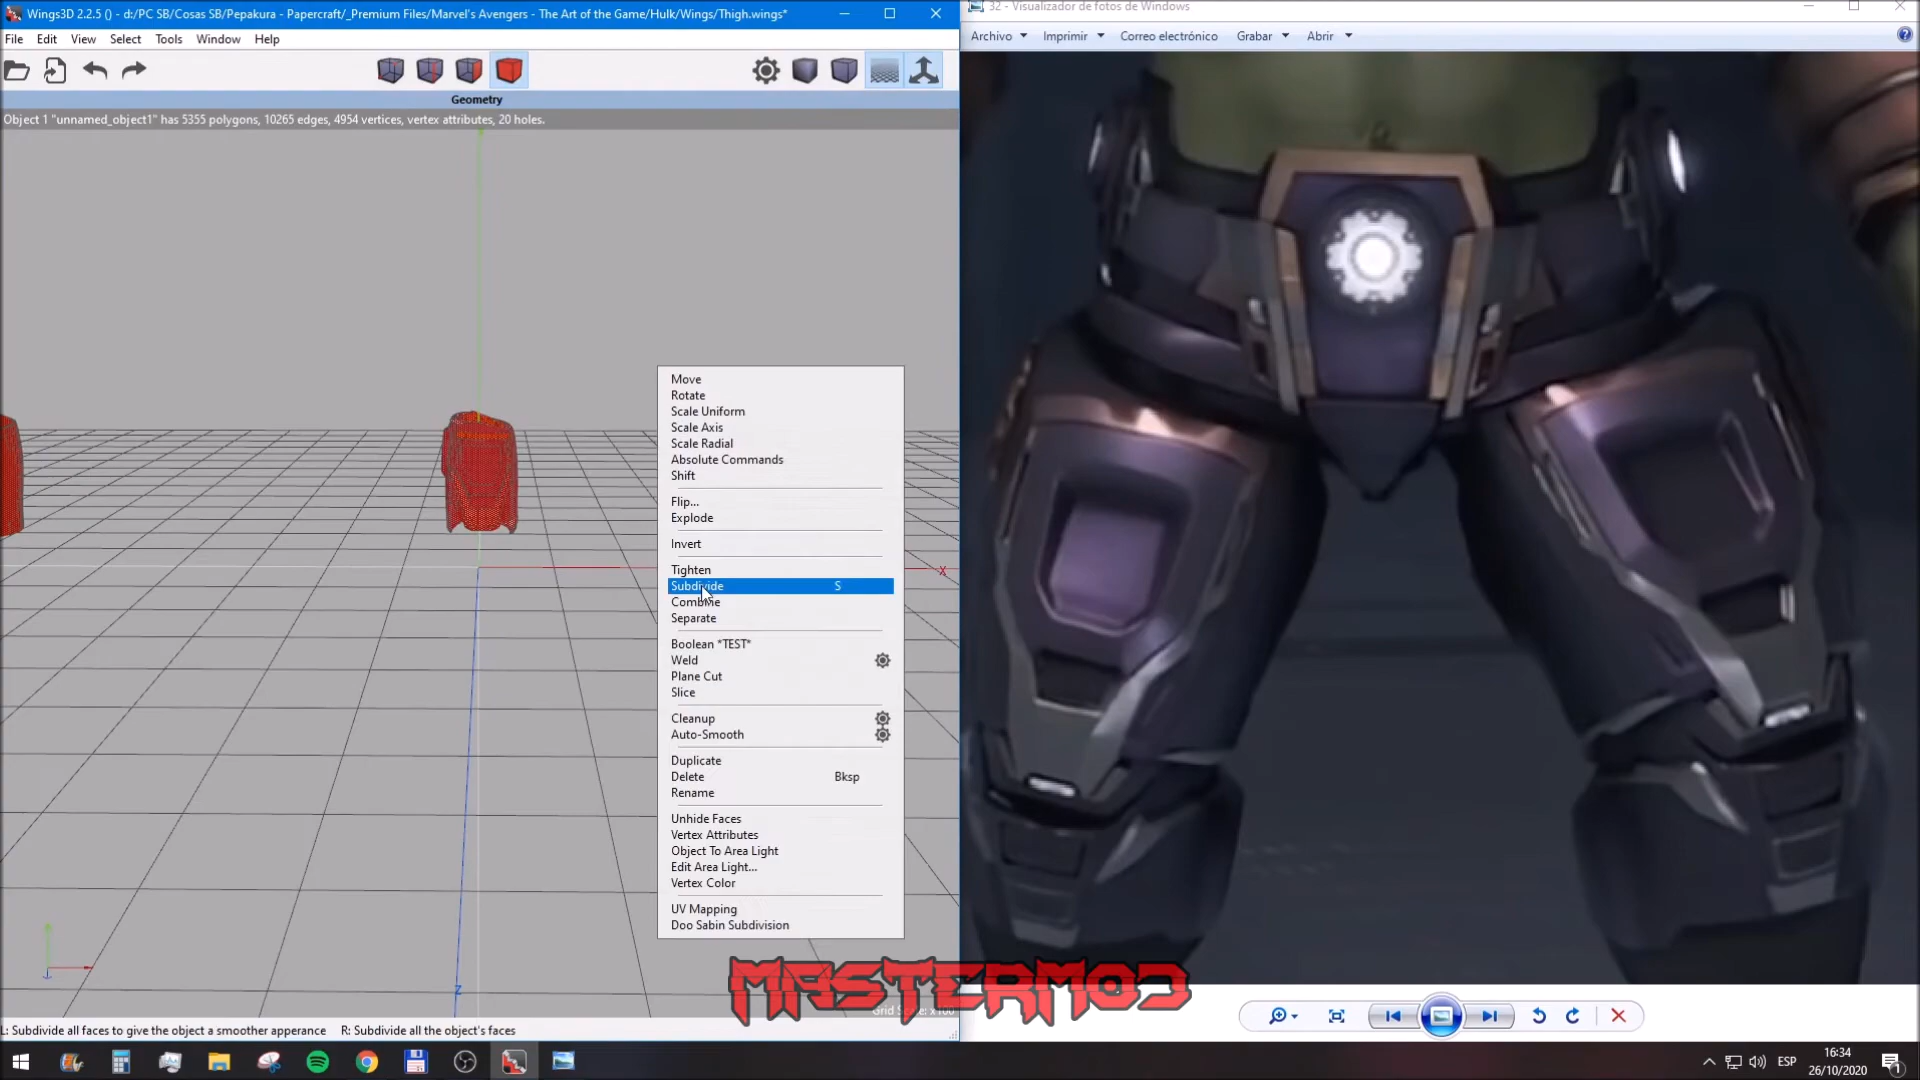 Wings3D 2.2.5 () - d:/PC SB/Cosas SB/Pepakura - Papercraft/_Premium Files/Marvel's Avengers - The Art of the Game/Hulk/Wings/Thigh.wings*
File Edit View Select Tools Window Help
Geometry
Object 1 "unnamed_object1" has 5355 polygons, 10265 edges, 4954 vertices, vertex attributes, 20 holes.
Move
Rotate
Scale Uniform
Scale Axis
Scale Radial
Absolute Commands
Shift
Flip...
Explode
Invert
Tighten
Subdivide S
Combine
Separate
Boolean *TEST*
Weld
Plane Cut
Slice
Cleanup
Auto-Smooth
Duplicate
Delete Bksp
Rename
Unhide Faces
Vertex Attributes
Object To Area Light
Edit Area Light...
Vertex Color
UV Mapping
Doo Sabin Subdivision
X
Z
Grid Scale: x100
L: Subdivide all faces to give the object a smoother apperance R: Subdivide all the object's faces
32 - Visualizador de fotos de Windows
Archivo Imprimir Correo electrónico Grabar Abrir
MASTERMOD
ESP
16:34
26/10/2020